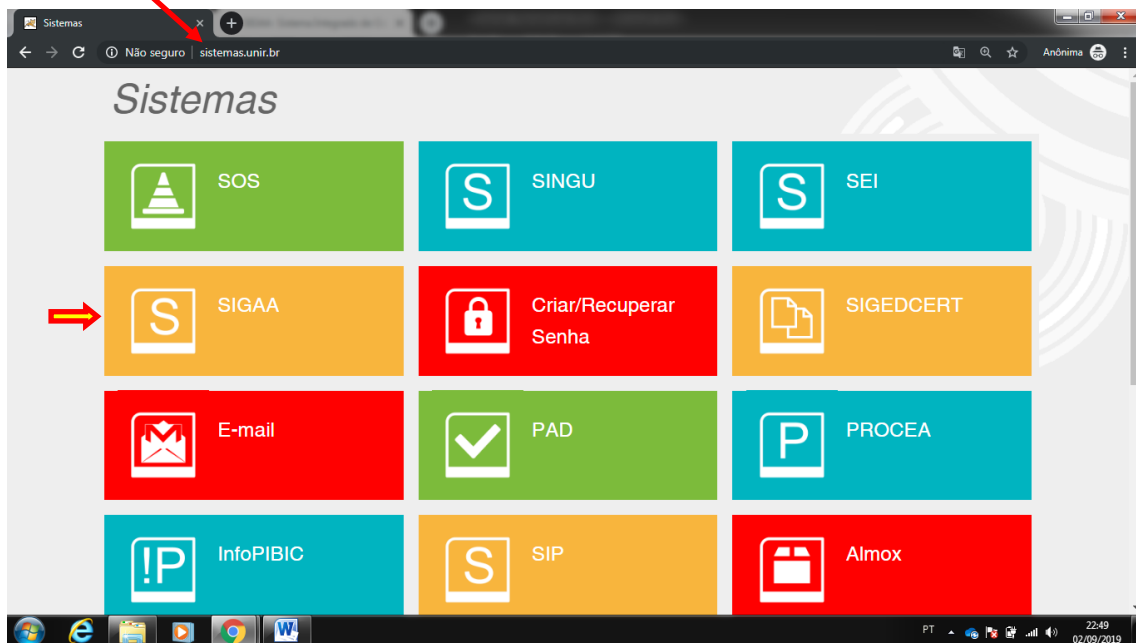 Sistemas
Não seguro | sistemas.unir.br
Anônima
Sistemas
SOS
SINGU
SEI
S
S
SIGAA
Criar/Recuperar
Senha
SIGEDCERT
S
E-mail
PAD
PROCEA
P
InfoPIBIC
SIP
Almox
!P
S
PT
22:49
02/09/2019